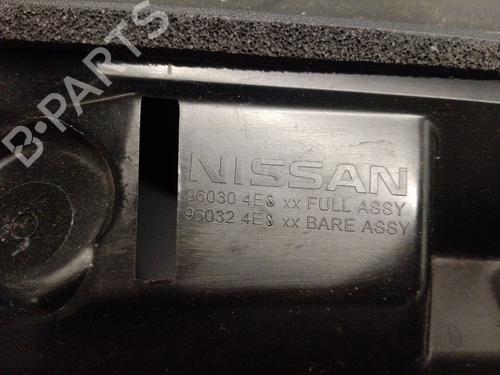 B-PARTS
NISSAN
96030 4E8 xx FULL ASSY
96032 4E8 xx BARE ASSY